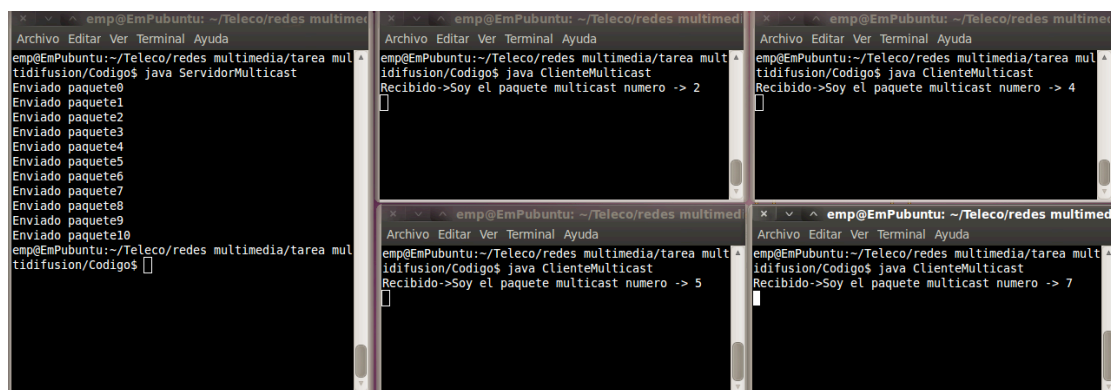 emp@EmPubuntu: ~/Teleco/redes multimed
Archivo Editar Ver Terminal Ayuda
emp@EmPubuntu:~/Teleco/redes multimedia/tarea mul
tidifusion/Codigo$ java ServidorMulticast
Enviado paquete0
Enviado paquete1
Enviado paquete2
Enviado paquete3
Enviado paquete4
Enviado paquete5
Enviado paquete6
Enviado paquete7
Enviado paquete8
Enviado paquete9
Enviado paquete10
emp@EmPubuntu:~/Teleco/redes multimedia/tarea mul
tidifusion/Codigo$
emp@EmPubuntu: ~/Teleco/redes multimedi
Archivo Editar Ver Terminal Ayuda
emp@EmPubuntu:~/Teleco/redes multimedia/tarea mult
idifusion/Codigo$ java ClienteMulticast
Recibido->Soy el paquete multicast numero -> 2
emp@EmPubuntu: ~/Teleco/redes multimed
Archivo Editar Ver Terminal Ayuda
emp@EmPubuntu:~/Teleco/redes multimedia/tarea mul
tidifusion/Codigo$ java ClienteMulticast
Recibido->Soy el paquete multicast numero -> 4
emp@EmPubuntu: ~/Teleco/redes multimed
Archivo Editar Ver Terminal Ayuda
emp@EmPubuntu:~/Teleco/redes multimedia/tarea mult
idifusion/Codigo$ java ClienteMulticast
Recibido->Soy el paquete multicast numero -> 5
emp@EmPubuntu: ~/Teleco/redes multimed
Archivo Editar Ver Terminal Ayuda
emp@EmPubuntu:~/Teleco/redes multimedia/tarea mult
idifusion/Codigo$ java ClienteMulticast
Recibido->Soy el paquete multicast numero -> 7